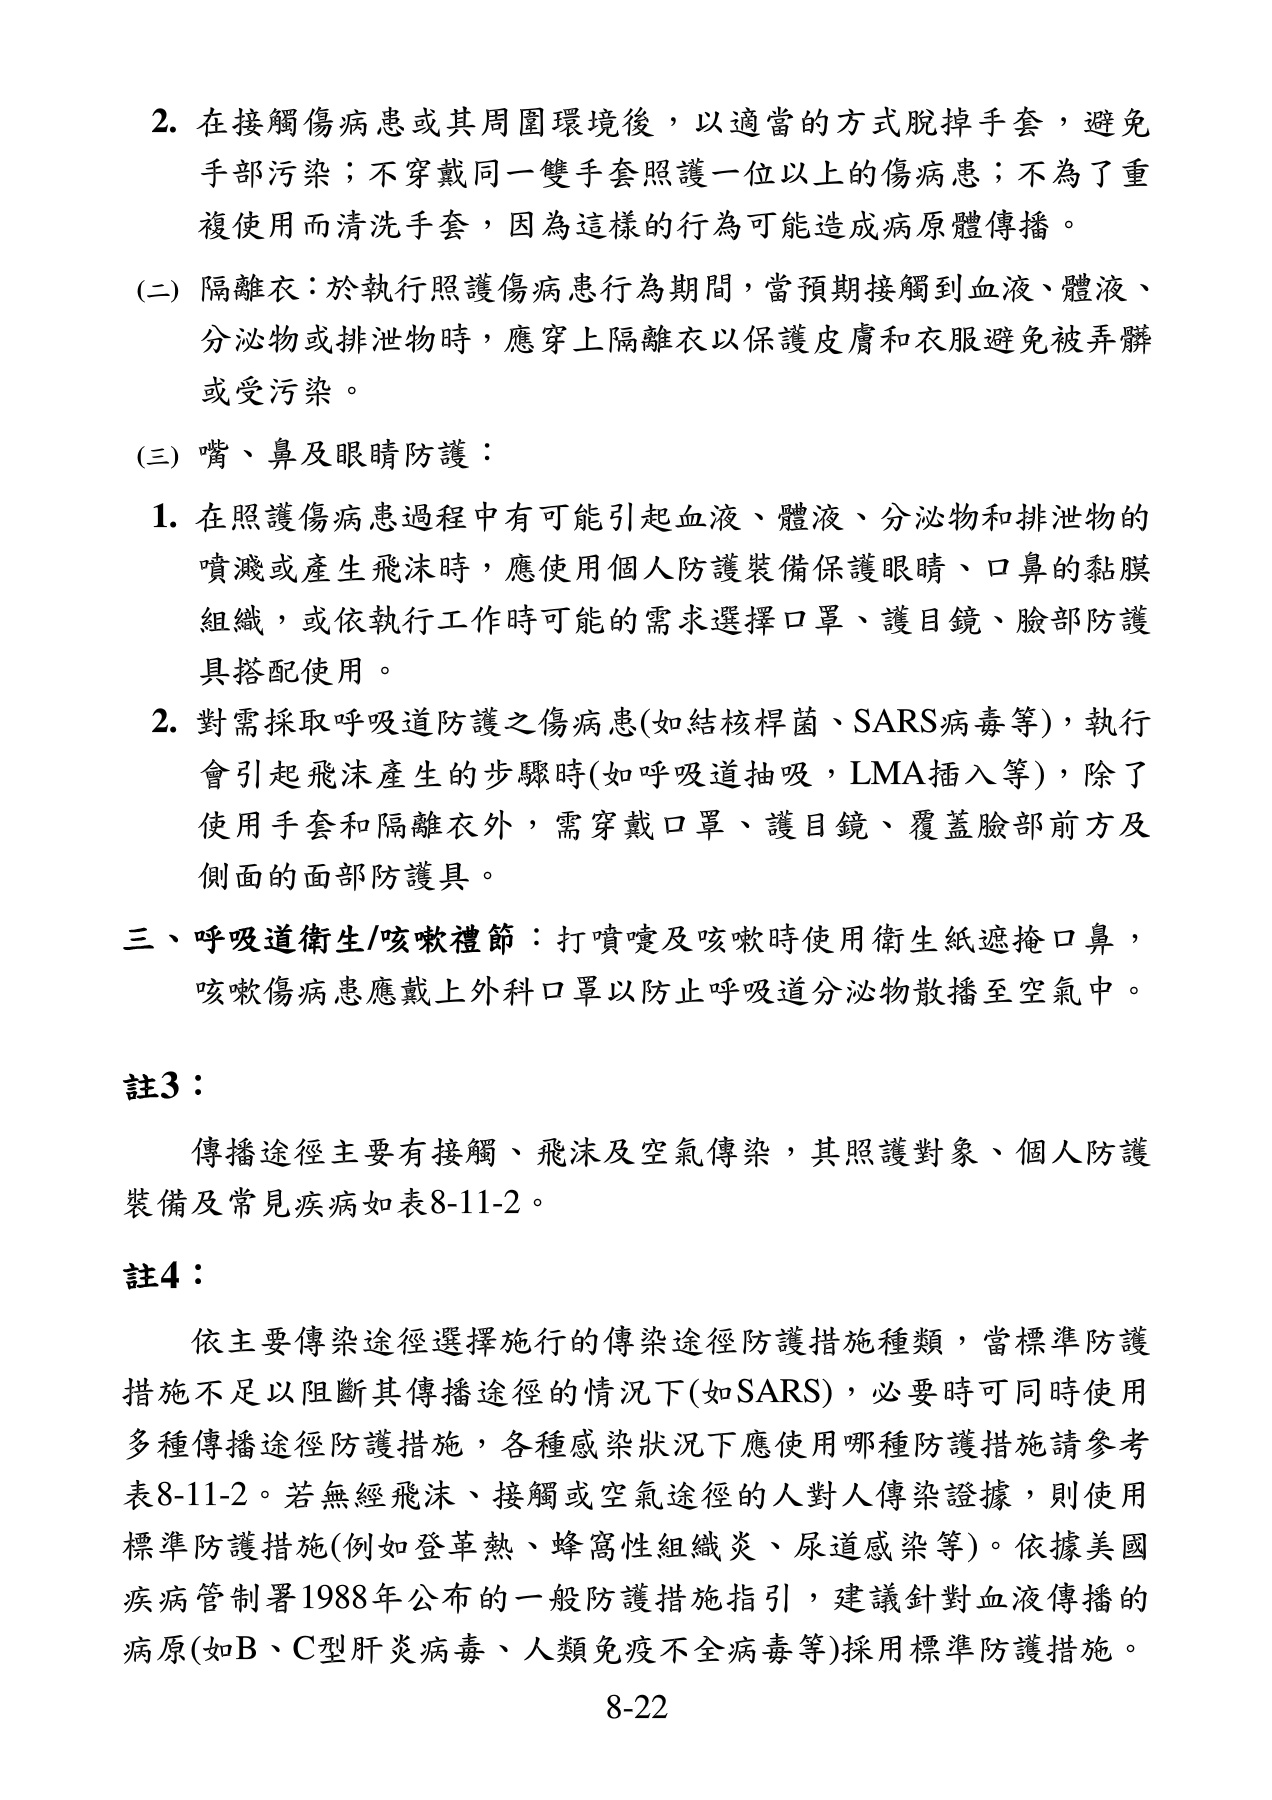 2. 在接觸傷病患或其周圍環境後，以適當的方式脫掉手套，避免
手部污染；不穿戴同一雙手套照護一位以上的傷病患；不為了重
複使用而清洗手套，因為這樣的行為可能造成病原體傳播。
(二) 隔離衣：於執行照護傷病患行為期間，當預期接觸到血液、體液、
分泌物或排泄物時，應穿上隔離衣以保護皮膚和衣服避免被弄髒
或受污染。
(三) 嘴、鼻及眼睛防護：
1. 在照護傷病患過程中有可能引起血液、體液、分泌物和排泄物的
噴濺或產生飛沫時，應使用個人防護裝備保護眼睛、口鼻的黏膜
組織，或依執行工作時可能的需求選擇口罩、護目鏡、臉部防護
具搭配使用。
2. 對需採取呼吸道防護之傷病患(如結核桿菌、SARS病毒等)，執行
會引起飛沫產生的步驟時(如呼吸道抽吸，LMA插入等)，除了
使用手套和隔離衣外，需穿戴口罩、護目鏡、覆蓋臉部前方及
側面的面部防護具。
三、呼吸道衛生/咳嗽禮節：打噴嚏及咳嗽時使用衛生紙遮掩口鼻，
咳嗽傷病患應戴上外科口罩以防止呼吸道分泌物散播至空氣中。
註3：
傳播途徑主要有接觸、飛沫及空氣傳染，其照護對象、個人防護
裝備及常見疾病如表8-11-2。
註4：
依主要傳染途徑選擇施行的傳染途徑防護措施種類，當標準防護
措施不足以阻斷其傳播途徑的情況下(如SARS)，必要時可同時使用
多種傳播途徑防護措施，各種感染狀況下應使用哪種防護措施請參考
表8-11-2。若無經飛沫、接觸或空氣途徑的人對人傳染證據，則使用
標準防護措施(例如登革熱、蜂窩性組織炎、尿道感染等)。依據美國
疾病管制署1988年公布的一般防護措施指引，建議針對血液傳播的
病原(如B、C型肝炎病毒、人類免疫不全病毒等)採用標準防護措施。
8-22